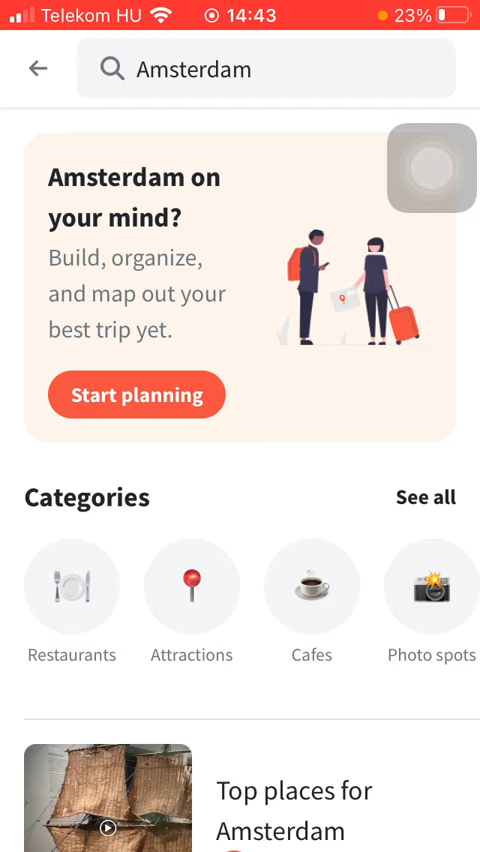 Telekom HU 14:43 23%
Amsterdam
Amsterdam on
your mind?
Build, organize,
and map out your
best trip yet.
Start planning
Categories See all
Restaurants Attractions Cafes Photo spots
Top places for
Amsterdam